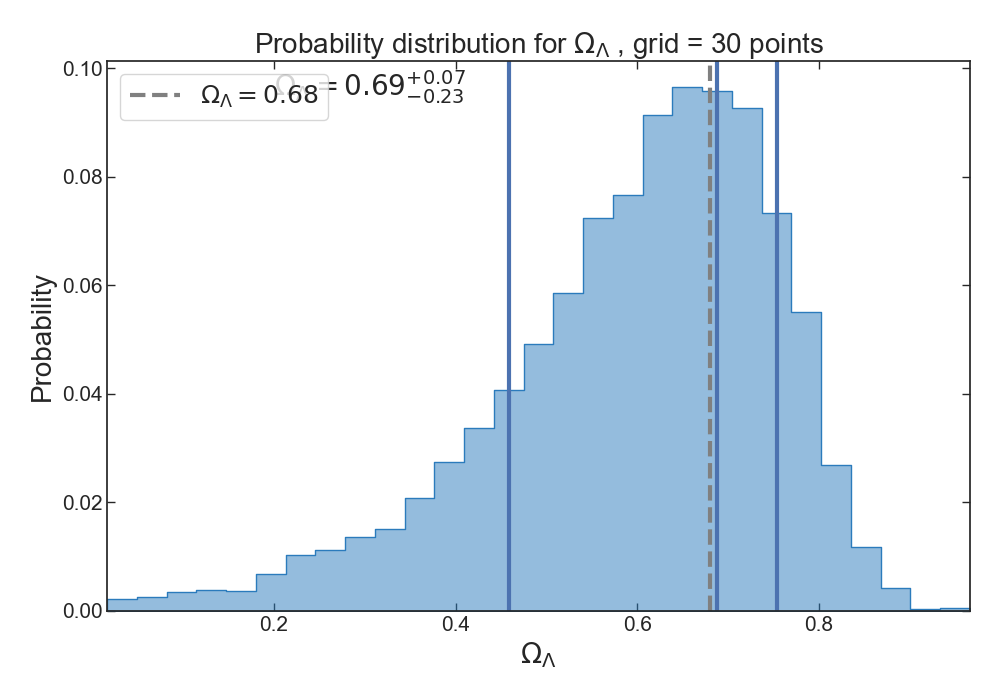 Probability distribution for Ω_Λ , grid = 30 points
Ω_Λ = 0.69^{+0.07}_{-0.23}
Ω_Λ = 0.68
Probability
0.10
0.08
0.06
0.04
0.02
0.00
0.2 0.4 0.6 0.8
Ω_Λ